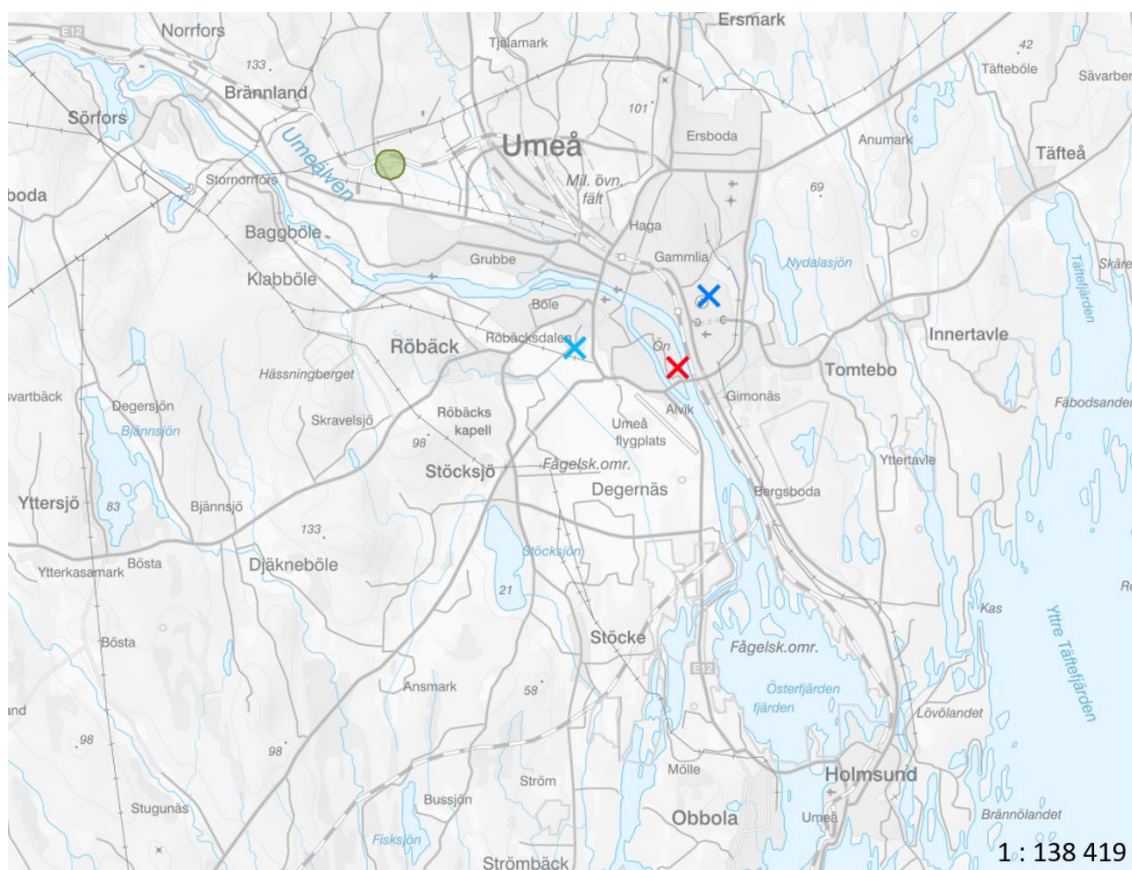 E12
Norrfors
Tjälamark
Ersmark
42
Täfteböle
Sävarber
133
Brännland
101
Sörfors
Ersboda
Anumark
Umeå
Täfteå
Umeälven
Stornorrfors
Mil. övn.
fält
69
boda
Haga
Baggböle
Grubbe
Gammlia
Nydalasjön
Skäre
Klabböle
Täftefjärden
Böle
Röbäck
Röbäcksdalen
Ön
Innertavle
Hässningberget
Tomtebo
svartbäck
Degersjön
Bjännsjön
Skravelsjö
Röbäcks
kapell
98
Alvik
Gimonäs
Umeå
flygplats
Fäbodsanden
Stöcksjö
Fågelsk.omr.
Yttertavle
Degernäs
Bergsboda
Yttersjö
83
Bjännsjö
133
Stöcksjön
Ytterkasamark
Bösta
Djäkneböle
21
Kas
Bösta
Stöcke
Fågelsk.omr.
Yttre Täftefjärden
E12
Ansmark
58
Österfjärden
fjärden
Lövölandet
98
98
Mölle
Holmsund
Ström
Stugunäs
Bussjön
Obbola
Umeå
Brännölandet
Fisksjön
Strömbäck
1 : 138 419